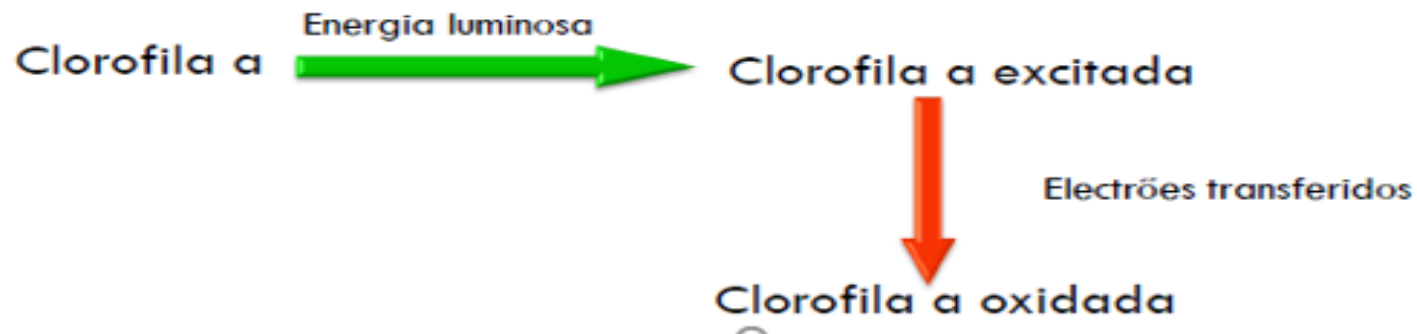 Energia luminosa
Clorofila a
Clorofila a excitada
Electrões transferidos
Clorofila a oxidada